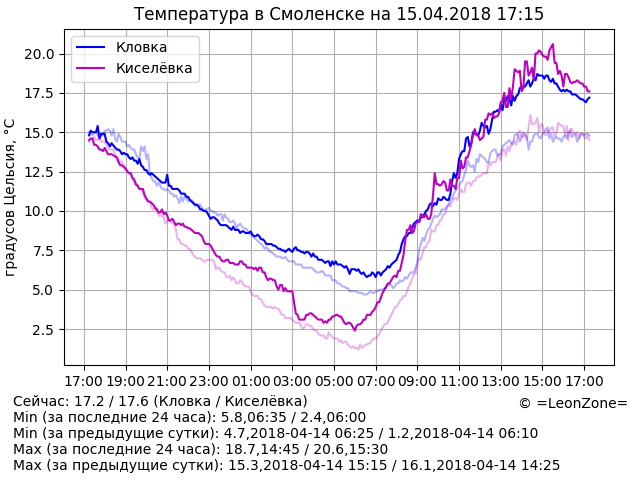 Температура в Смоленске на 15.04.2018 17:15
Кловка
Киселёвка
градусов Цельсия, °C
20.0
17.5
15.0
12.5
10.0
7.5
5.0
2.5
17:00 19:00 21:00 23:00 01:00 03:00 05:00 07:00 09:00 11:00 13:00 15:00 17:00
Сейчас: 17.2 / 17.6 (Кловка / Киселёвка)
© =LeonZone=
Min (за последние 24 часа): 5.8,06:35 / 2.4,06:00
Min (за предыдущие сутки): 4.7,2018-04-14 06:25 / 1.2,2018-04-14 06:10
Max (за последние 24 часа): 18.7,14:45 / 20.6,15:30
Max (за предыдущие сутки): 15.3,2018-04-14 15:15 / 16.1,2018-04-14 14:25